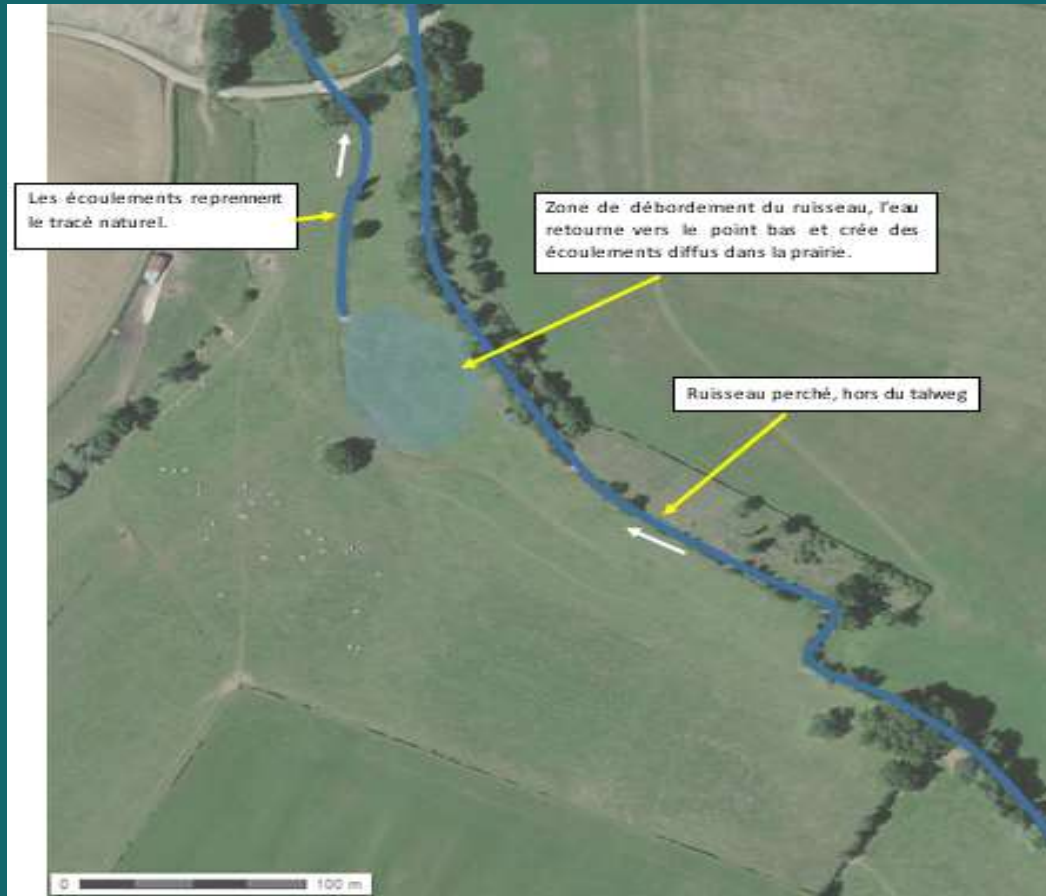 Les écoulements reprennent
le tracé naturel.
Zone de débordement du ruisseau, l'eau
retourne vers le point bas et crée des
écoulements diffus dans la prairie.
Ruisseau perché, hors du talweg
0 100 m